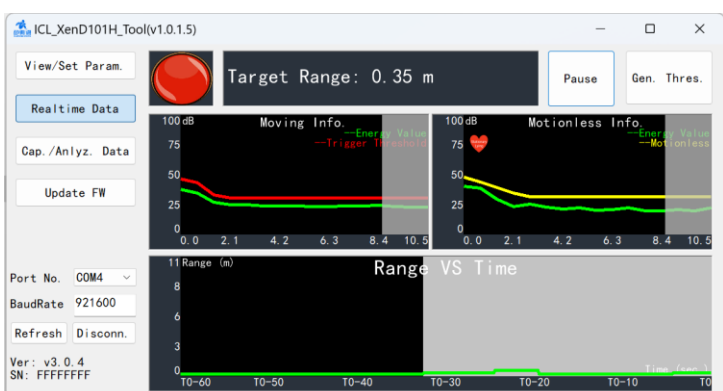 ICL_XenD101H_Tool(v1.0.1.5)
View/Set Param.
Realtime Data
Cap./Anlyz. Data
Update FW
Port No. COM4
BaudRate 921600
Refresh Disconn.
Ver: v3.0.4
SN: FFFFFFFF
Target Range: 0.35 m
Pause
Gen. Thres.
100 dB
Moving Info.
--Energy Value
--Trigger Threshold
75
50
25
0
0.0 2.1 4.2 6.3 8.4 10.5
100 dB
Motionless Info.
--Energy Value
--Motionless
75
50
25
0
0.0 2.1 4.2 6.3 8.4 10.5
11 Range (m)
Range VS Time
8
6
3
0
Time (sec.)
T0-60 T0-50 T0-40 T0-30 T0-20 T0-10 T0